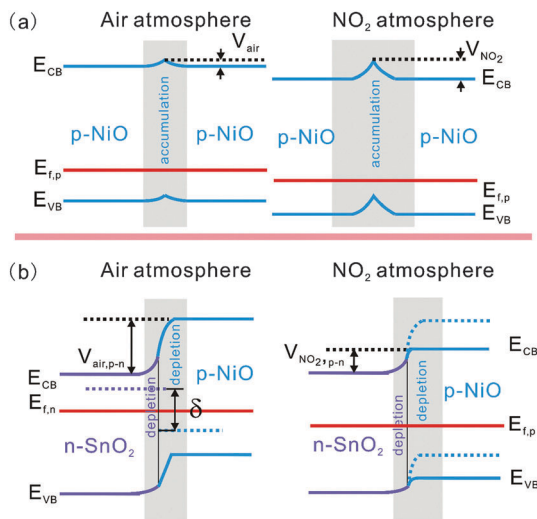 (a)
Air atmosphere
NO2 atmosphere
Vair
VNO2
ECB
ECB
p-NiO
accumulation
p-NiO
p-NiO
accumulation
p-NiO
Ef,p
Ef,p
EVB
EVB
(b)
Air atmosphere
NO2 atmosphere
Vair,p-n
depletion
p-NiO
VNO2,p-n
ECB
ECB
depletion
p-NiO
Ef,n
depletion
δ
depletion
Ef,p
n-SnO2
n-SnO2
EVB
EVB